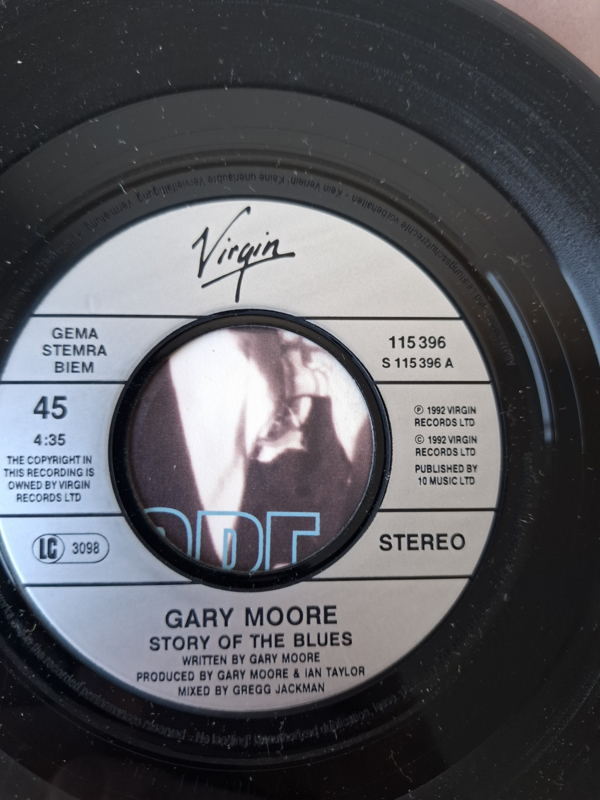 Virgin
GEMA
STEMRA
BIEM
115 396
S 115 396 A
45
4:35
THE COPYRIGHT IN
THIS RECORDING IS
OWNED BY VIRGIN
RECORDS LTD
℗ 1992 VIRGIN
RECORDS LTD
© 1992 VIRGIN
RECORDS LTD
PUBLISHED BY
10 MUSIC LTD
LC 3098
STEREO
GARY MOORE
STORY OF THE BLUES
WRITTEN BY GARY MOORE
PRODUCED BY GARY MOORE & IAN TAYLOR
MIXED BY GREGG JACKMAN